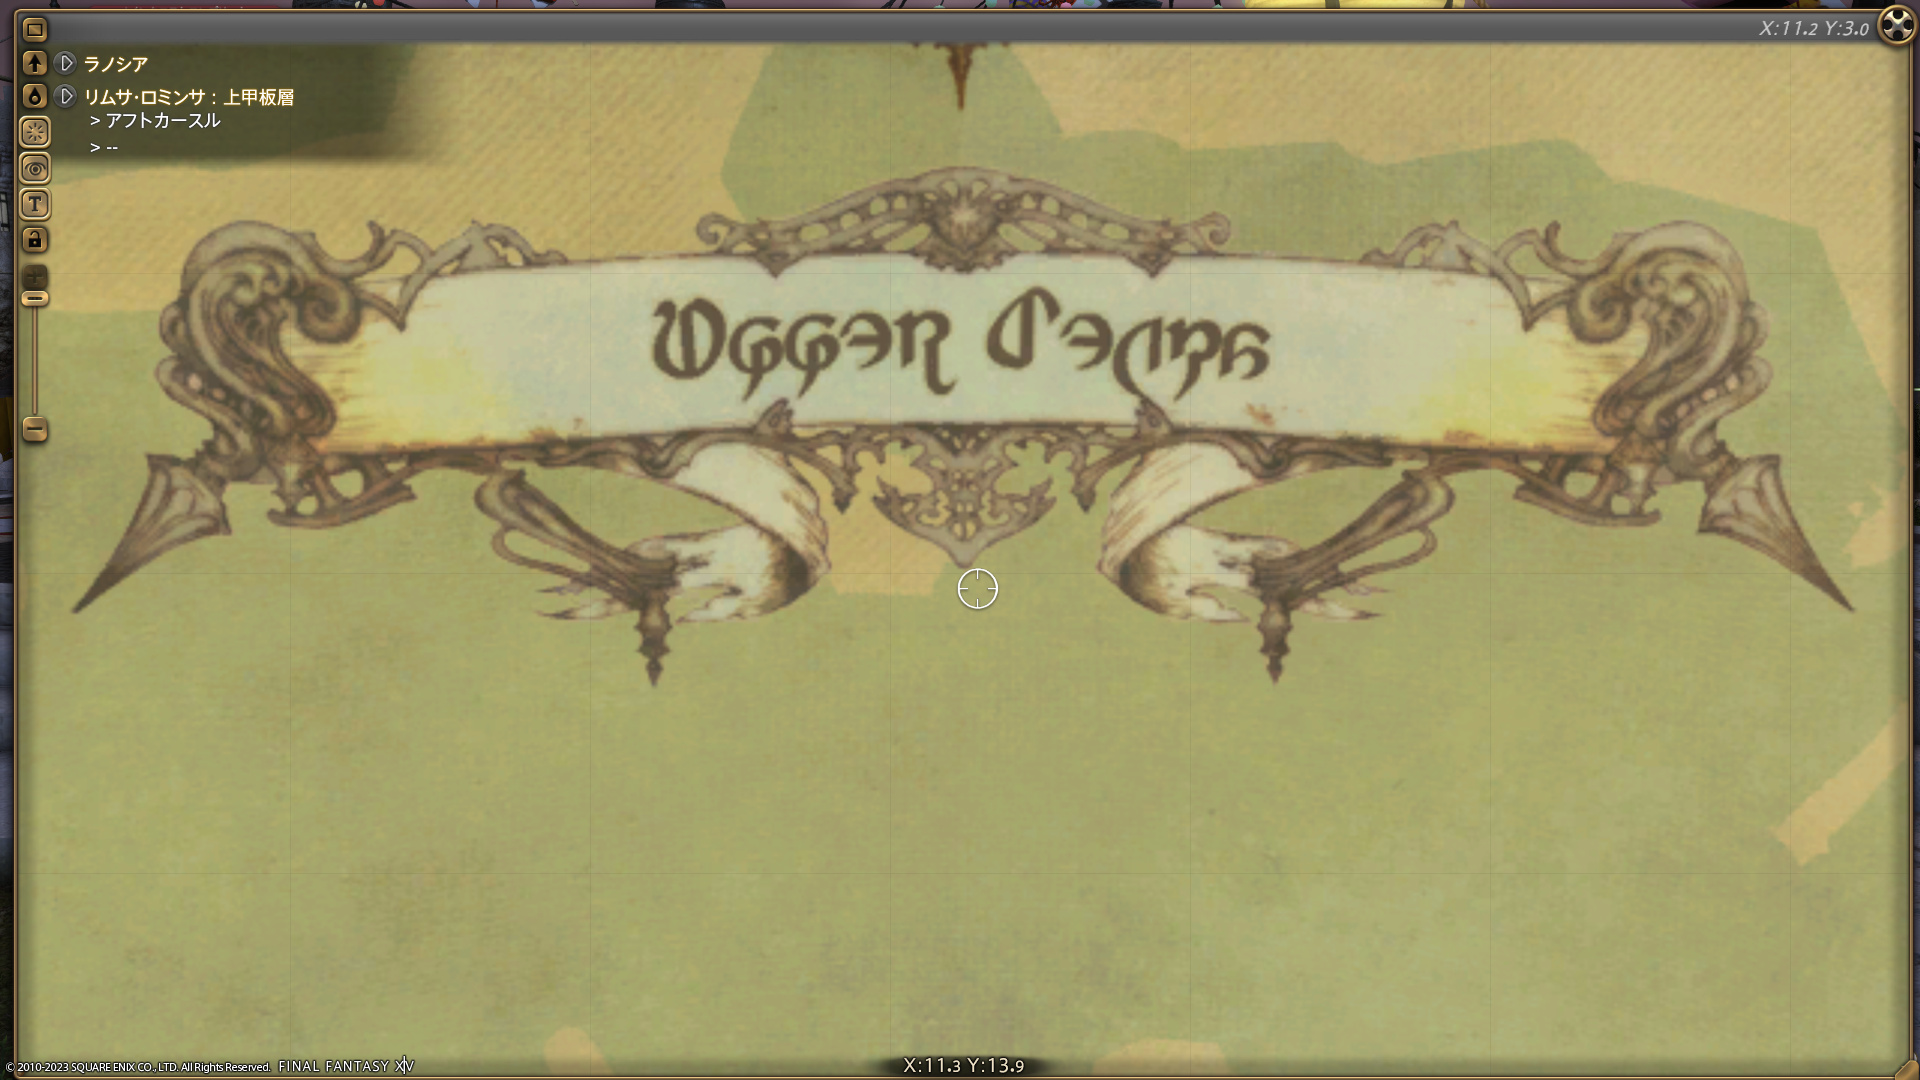 X:11.2 Y:3.0
ラノシア
リムサ・ロミンサ：上甲板層
> アフトカースル
> --
T
UPPER DECKS
© 2010-2023 SQUARE ENIX CO., LTD. All Rights Reserved. FINAL FANTASY XIV
X:11.3 Y:13.9